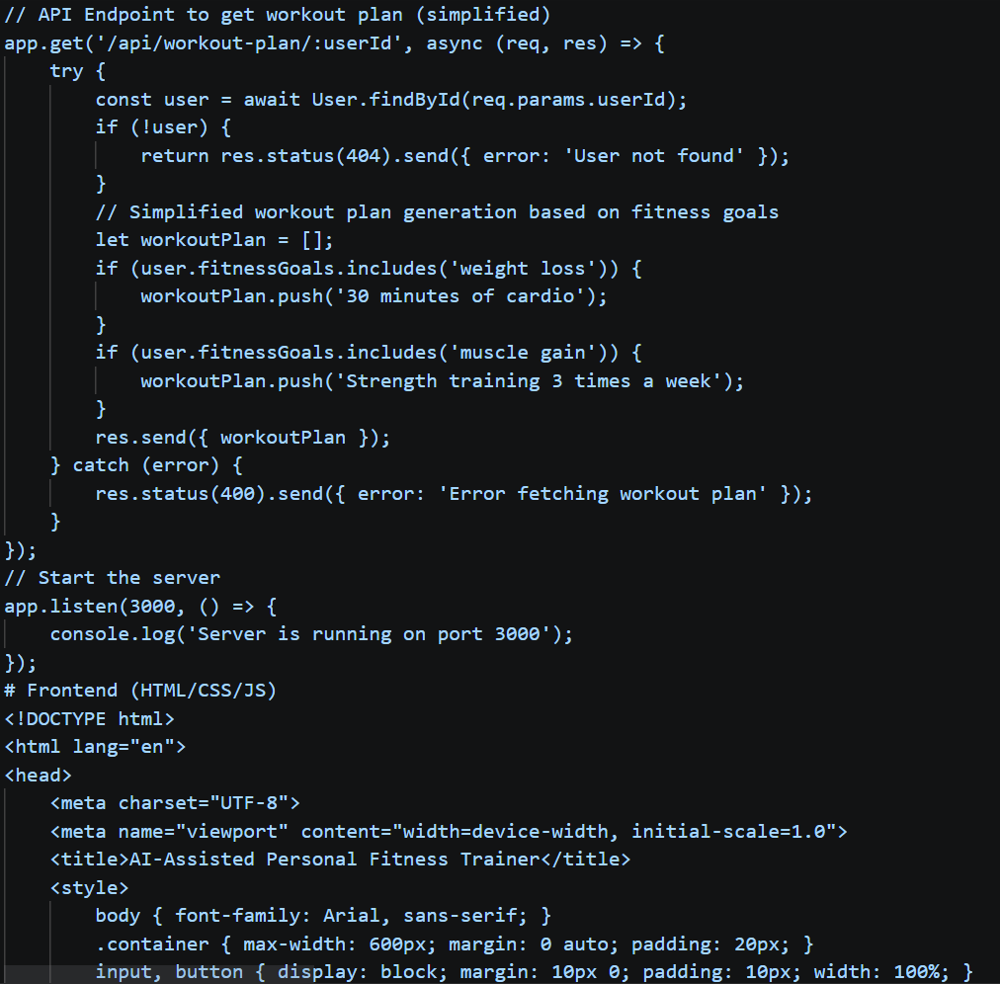 // API Endpoint to get workout plan (simplified)
app.get('/api/workout-plan/:userId', async (req, res) => {
    try {
        const user = await User.findById(req.params.userId);
        if (!user) {
            return res.status(404).send({ error: 'User not found' });
        }
        // Simplified workout plan generation based on fitness goals
        let workoutPlan = [];
        if (user.fitnessGoals.includes('weight loss')) {
            workoutPlan.push('30 minutes of cardio');
        }
        if (user.fitnessGoals.includes('muscle gain')) {
            workoutPlan.push('Strength training 3 times a week');
        }
        res.send({ workoutPlan });
    } catch (error) {
        res.status(400).send({ error: 'Error fetching workout plan' });
    }
});
// Start the server
app.listen(3000, () => {
    console.log('Server is running on port 3000');
});
# Frontend (HTML/CSS/JS)
<!DOCTYPE html>
<html lang="en">
<head>
    <meta charset="UTF-8">
    <meta name="viewport" content="width=device-width, initial-scale=1.0">
    <title>AI-Assisted Personal Fitness Trainer</title>
    <style>
        body { font-family: Arial, sans-serif; }
        .container { max-width: 600px; margin: 0 auto; padding: 20px; }
        input, button { display: block; margin: 10px 0; padding: 10px; width: 100%; }